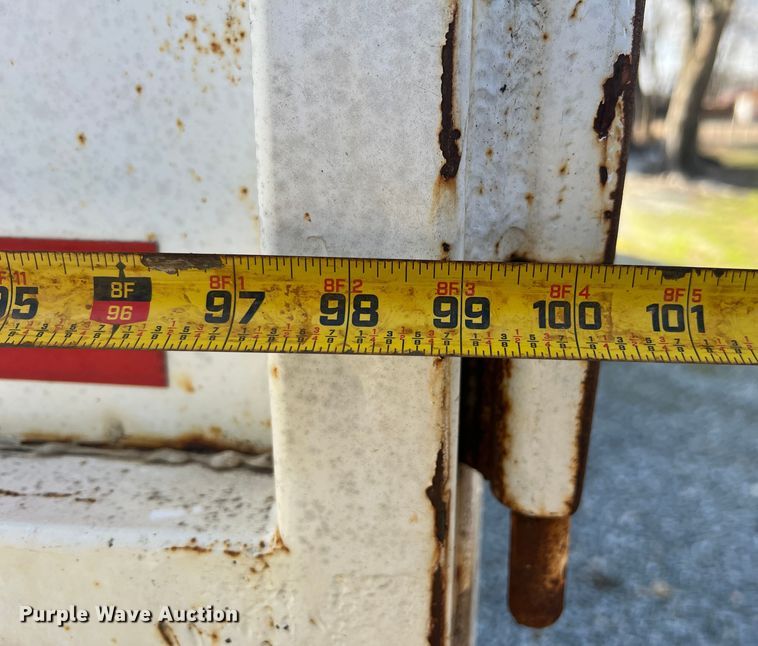 11 8F 8F 1 8F 2 8F 3 8F 4 8F 5
95 96 97 98 99 100 101
Purple Wave Auction